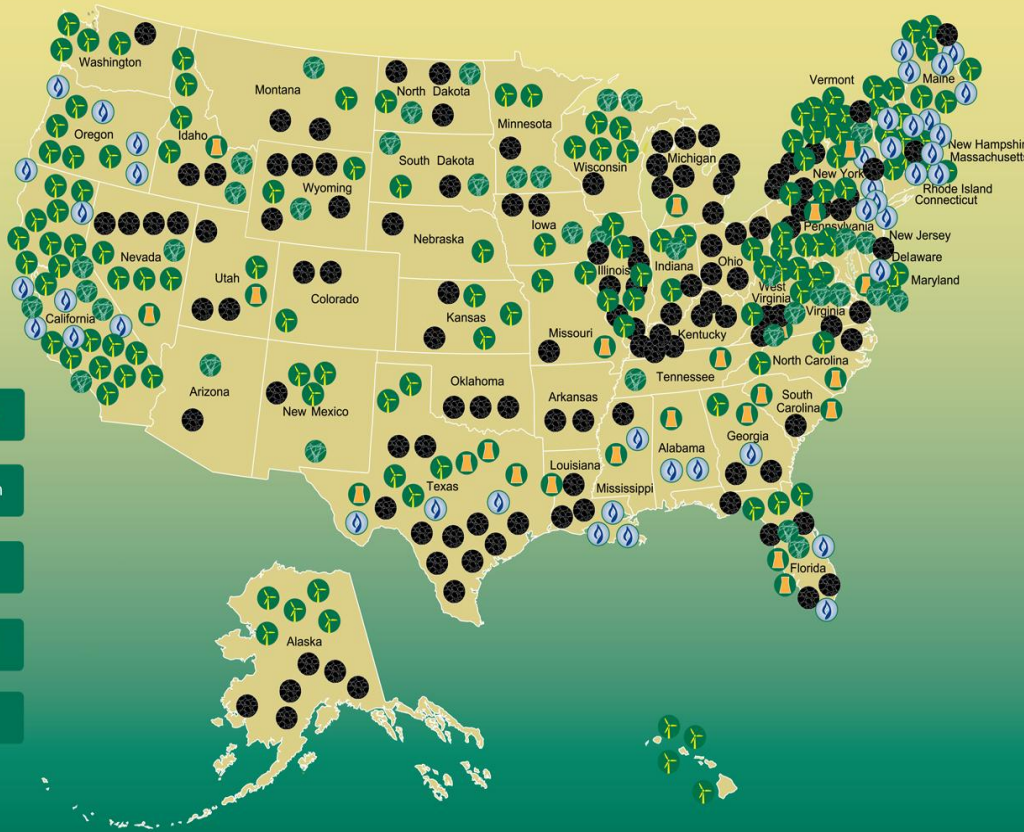 Washington
Vermont
Maine
Montana
North Dakota
Minnesota
Oregon
Idaho
New Hampshir
Massachusett
Wisconsin
Michigan
South Dakota
New York
Wyoming
Rhode Island
Connecticut
Iowa
Pennsylvania
Nebraska
New Jersey
Nevada
Delaware
Utah
Illinois
Indiana
Ohio
Maryland
Colorado
West
Virginia
California
Kansas
Virginia
Missouri
Kentucky
North Carolina
Tennessee
Oklahoma
Arizona
Arkansas
South
Carolina
New Mexico
Georgia
Alabama
Louisiana
Texas
Mississippi
n
Florida
Alaska